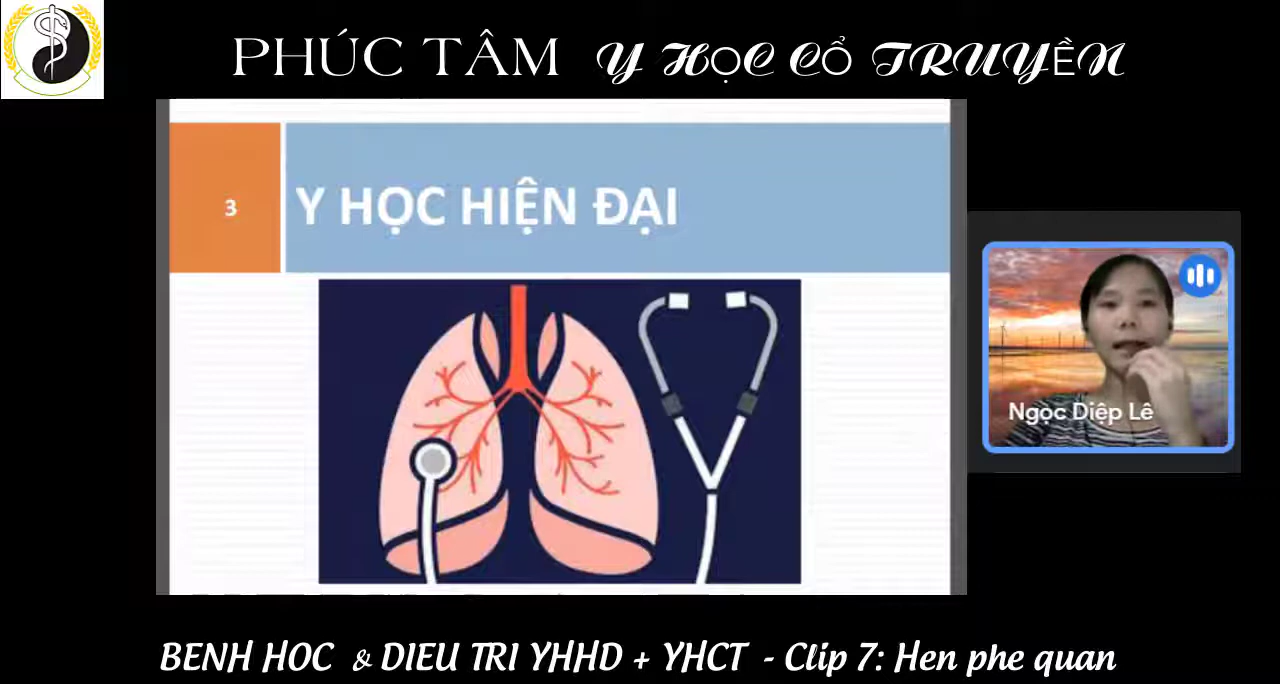 PHÚC TÂM Y HỌC CỔ TRUYỀN
3
Y HỌC HIỆN ĐẠI
Ngọc Diệp Lê
BENH HOC & DIEU TRI YHHD + YHCT - Clip 7: Hen phe quan